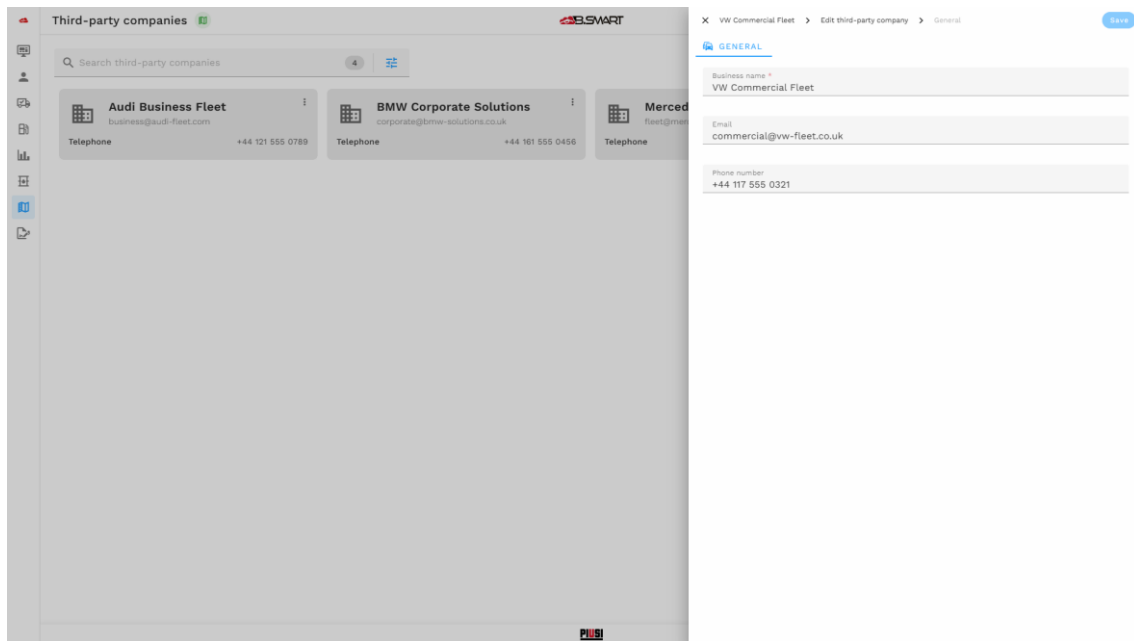 Third-party companies
B.SMART
Search third-party companies
4
Audi Business Fleet
business@audi-fleet.com
Telephone +44 121 555 0789
BMW Corporate Solutions
corporate@bmw-solutions.co.uk
Telephone +44 161 555 0456
Merced
fleet@mer
Telephone
VW Commercial Fleet > Edit third-party company > General
Save
GENERAL
Business name *
VW Commercial Fleet
Email
commercial@vw-fleet.co.uk
Phone number
+44 117 555 0321
PIUSI